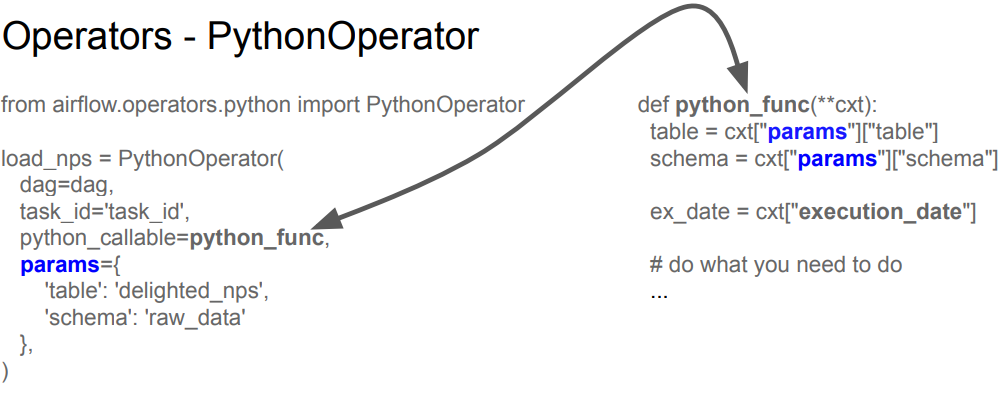 Operators - PythonOperator
from airflow.operators.python import PythonOperator
load_nps = PythonOperator(
dag=dag,
task_id='task_id',
python_callable=python_func,
params={
'table': 'delighted_nps',
'schema': 'raw_data'
},
)
def python_func(**cxt):
table = cxt["params"]["table"]
schema = cxt["params"]["schema"]
ex_date = cxt["execution_date"]
# do what you need to do
...